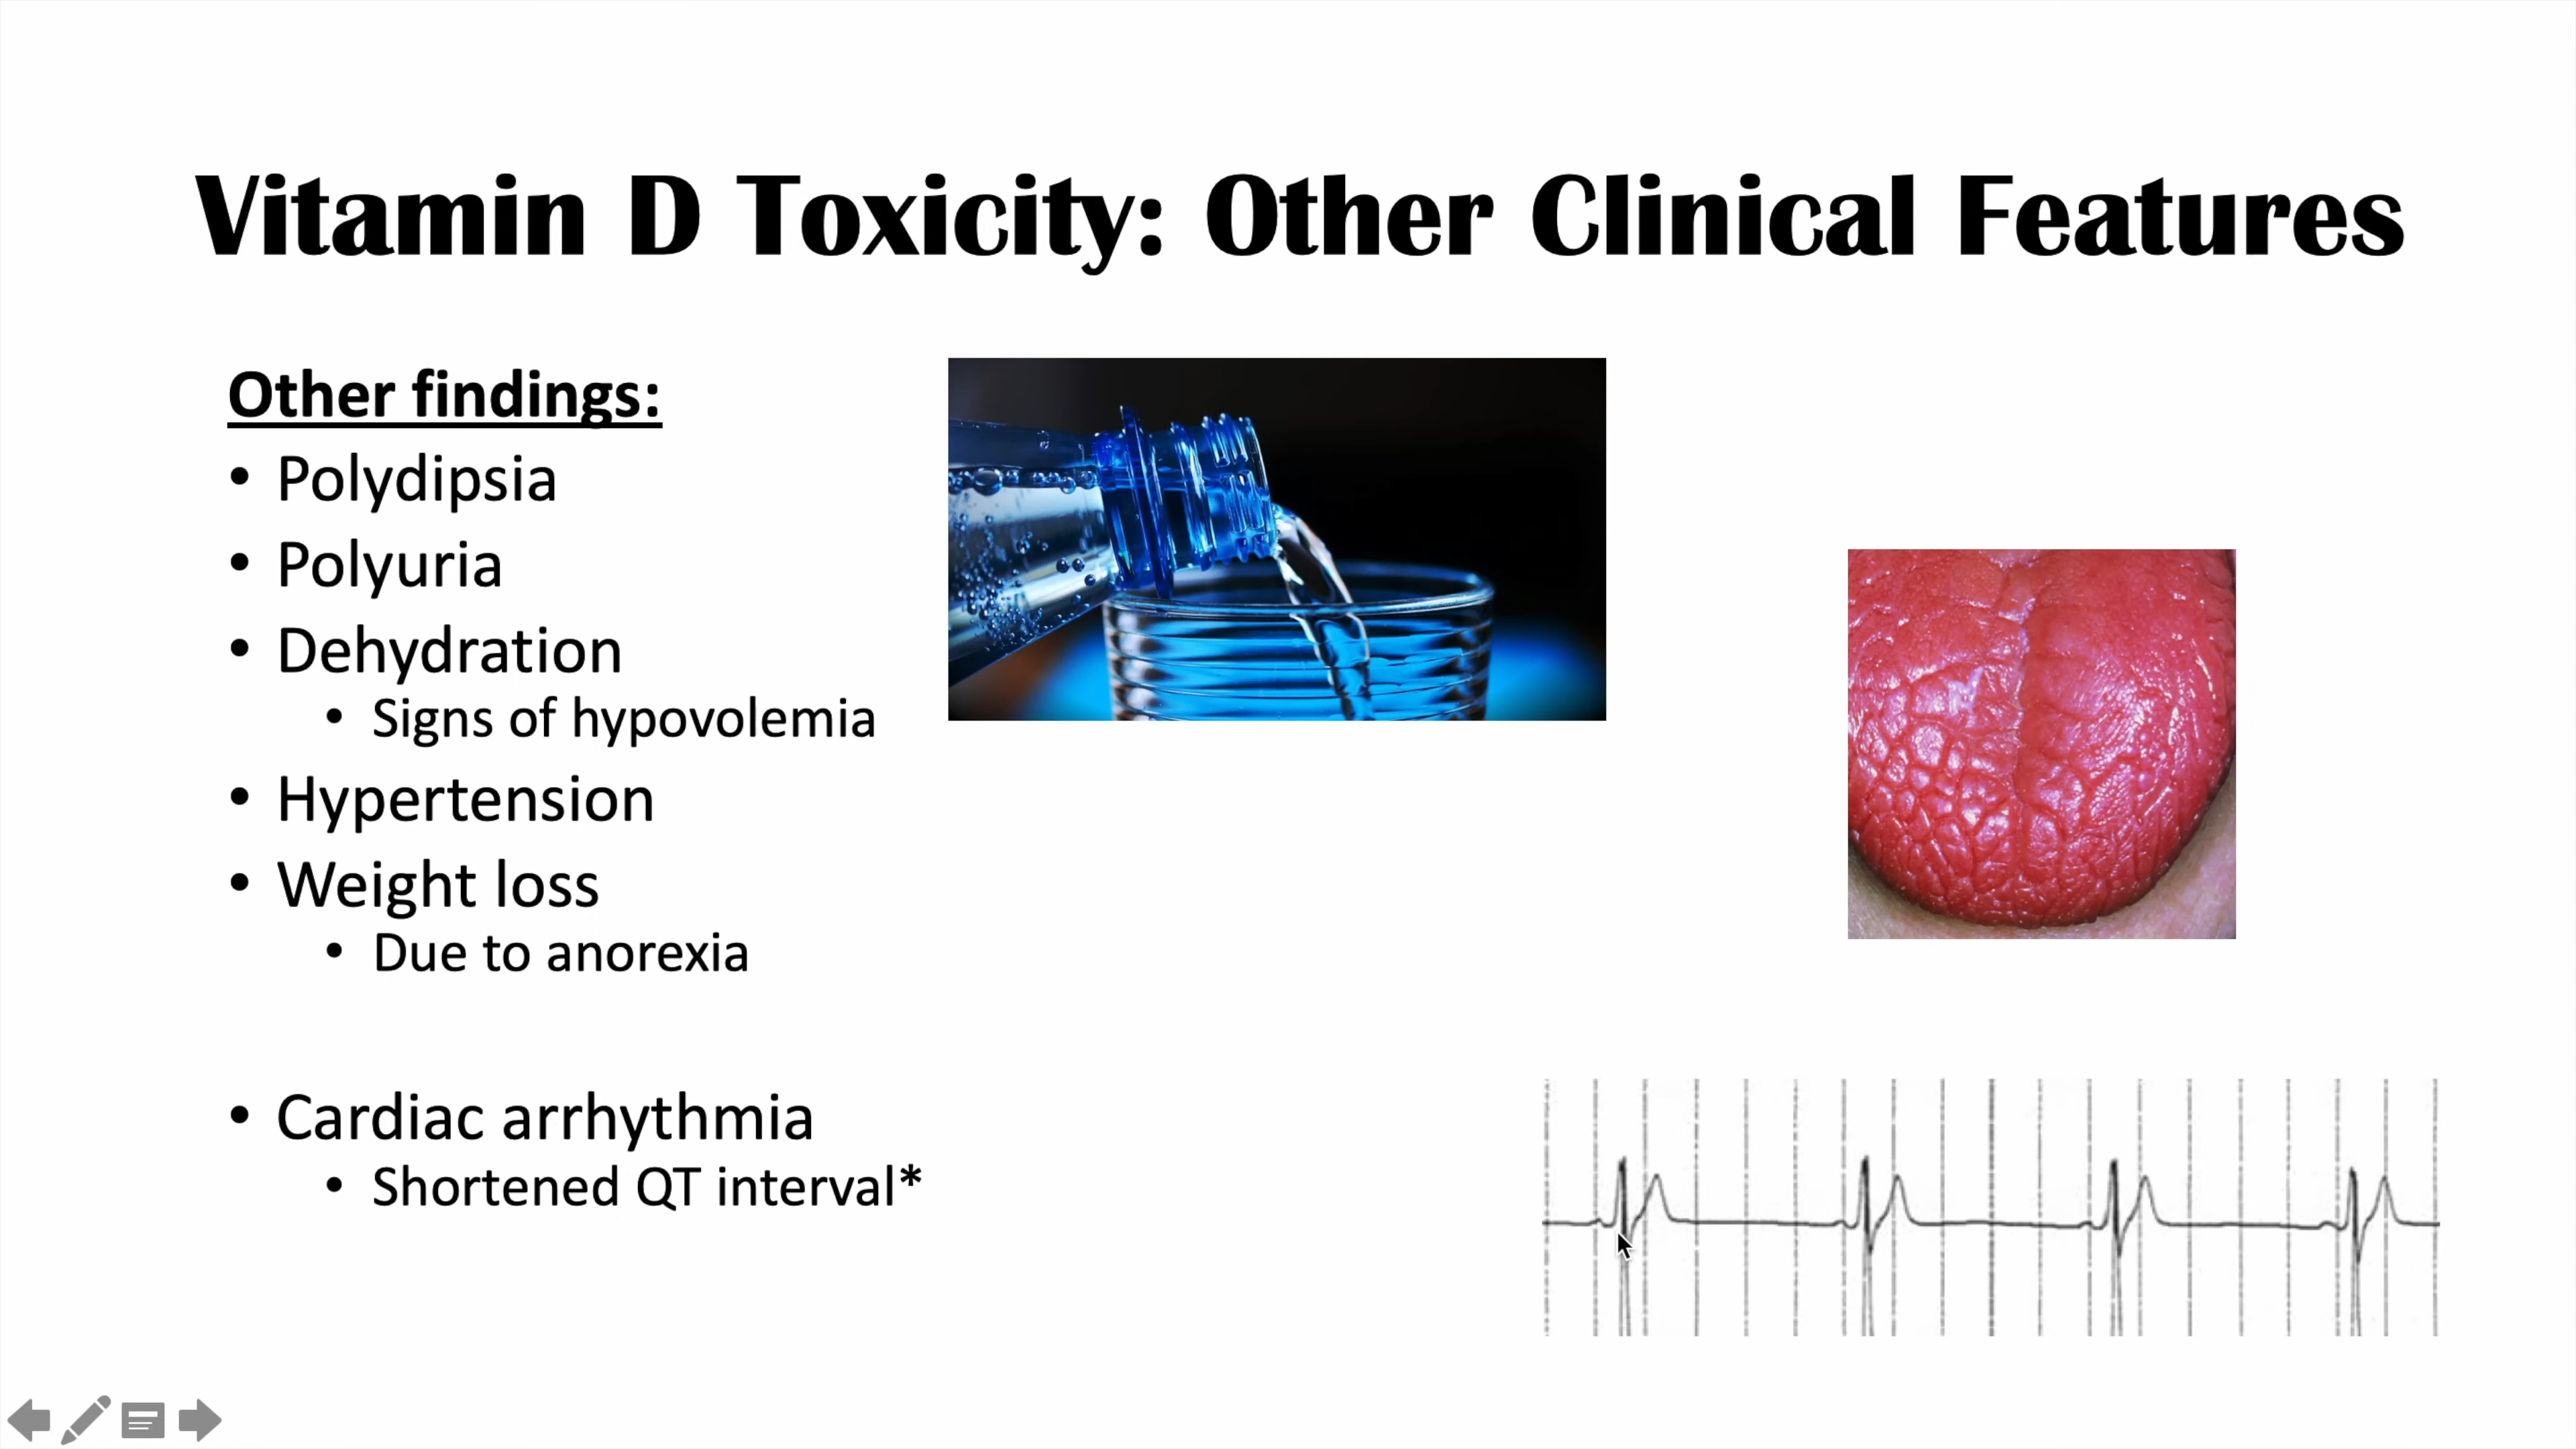 Vitamin D Toxicity: Other Clinical Features
Other findings:
• Polydipsia
• Polyuria
• Dehydration
• Signs of hypovolemia
• Hypertension
• Weight loss
• Due to anorexia
• Cardiac arrhythmia
• Shortened QT interval*